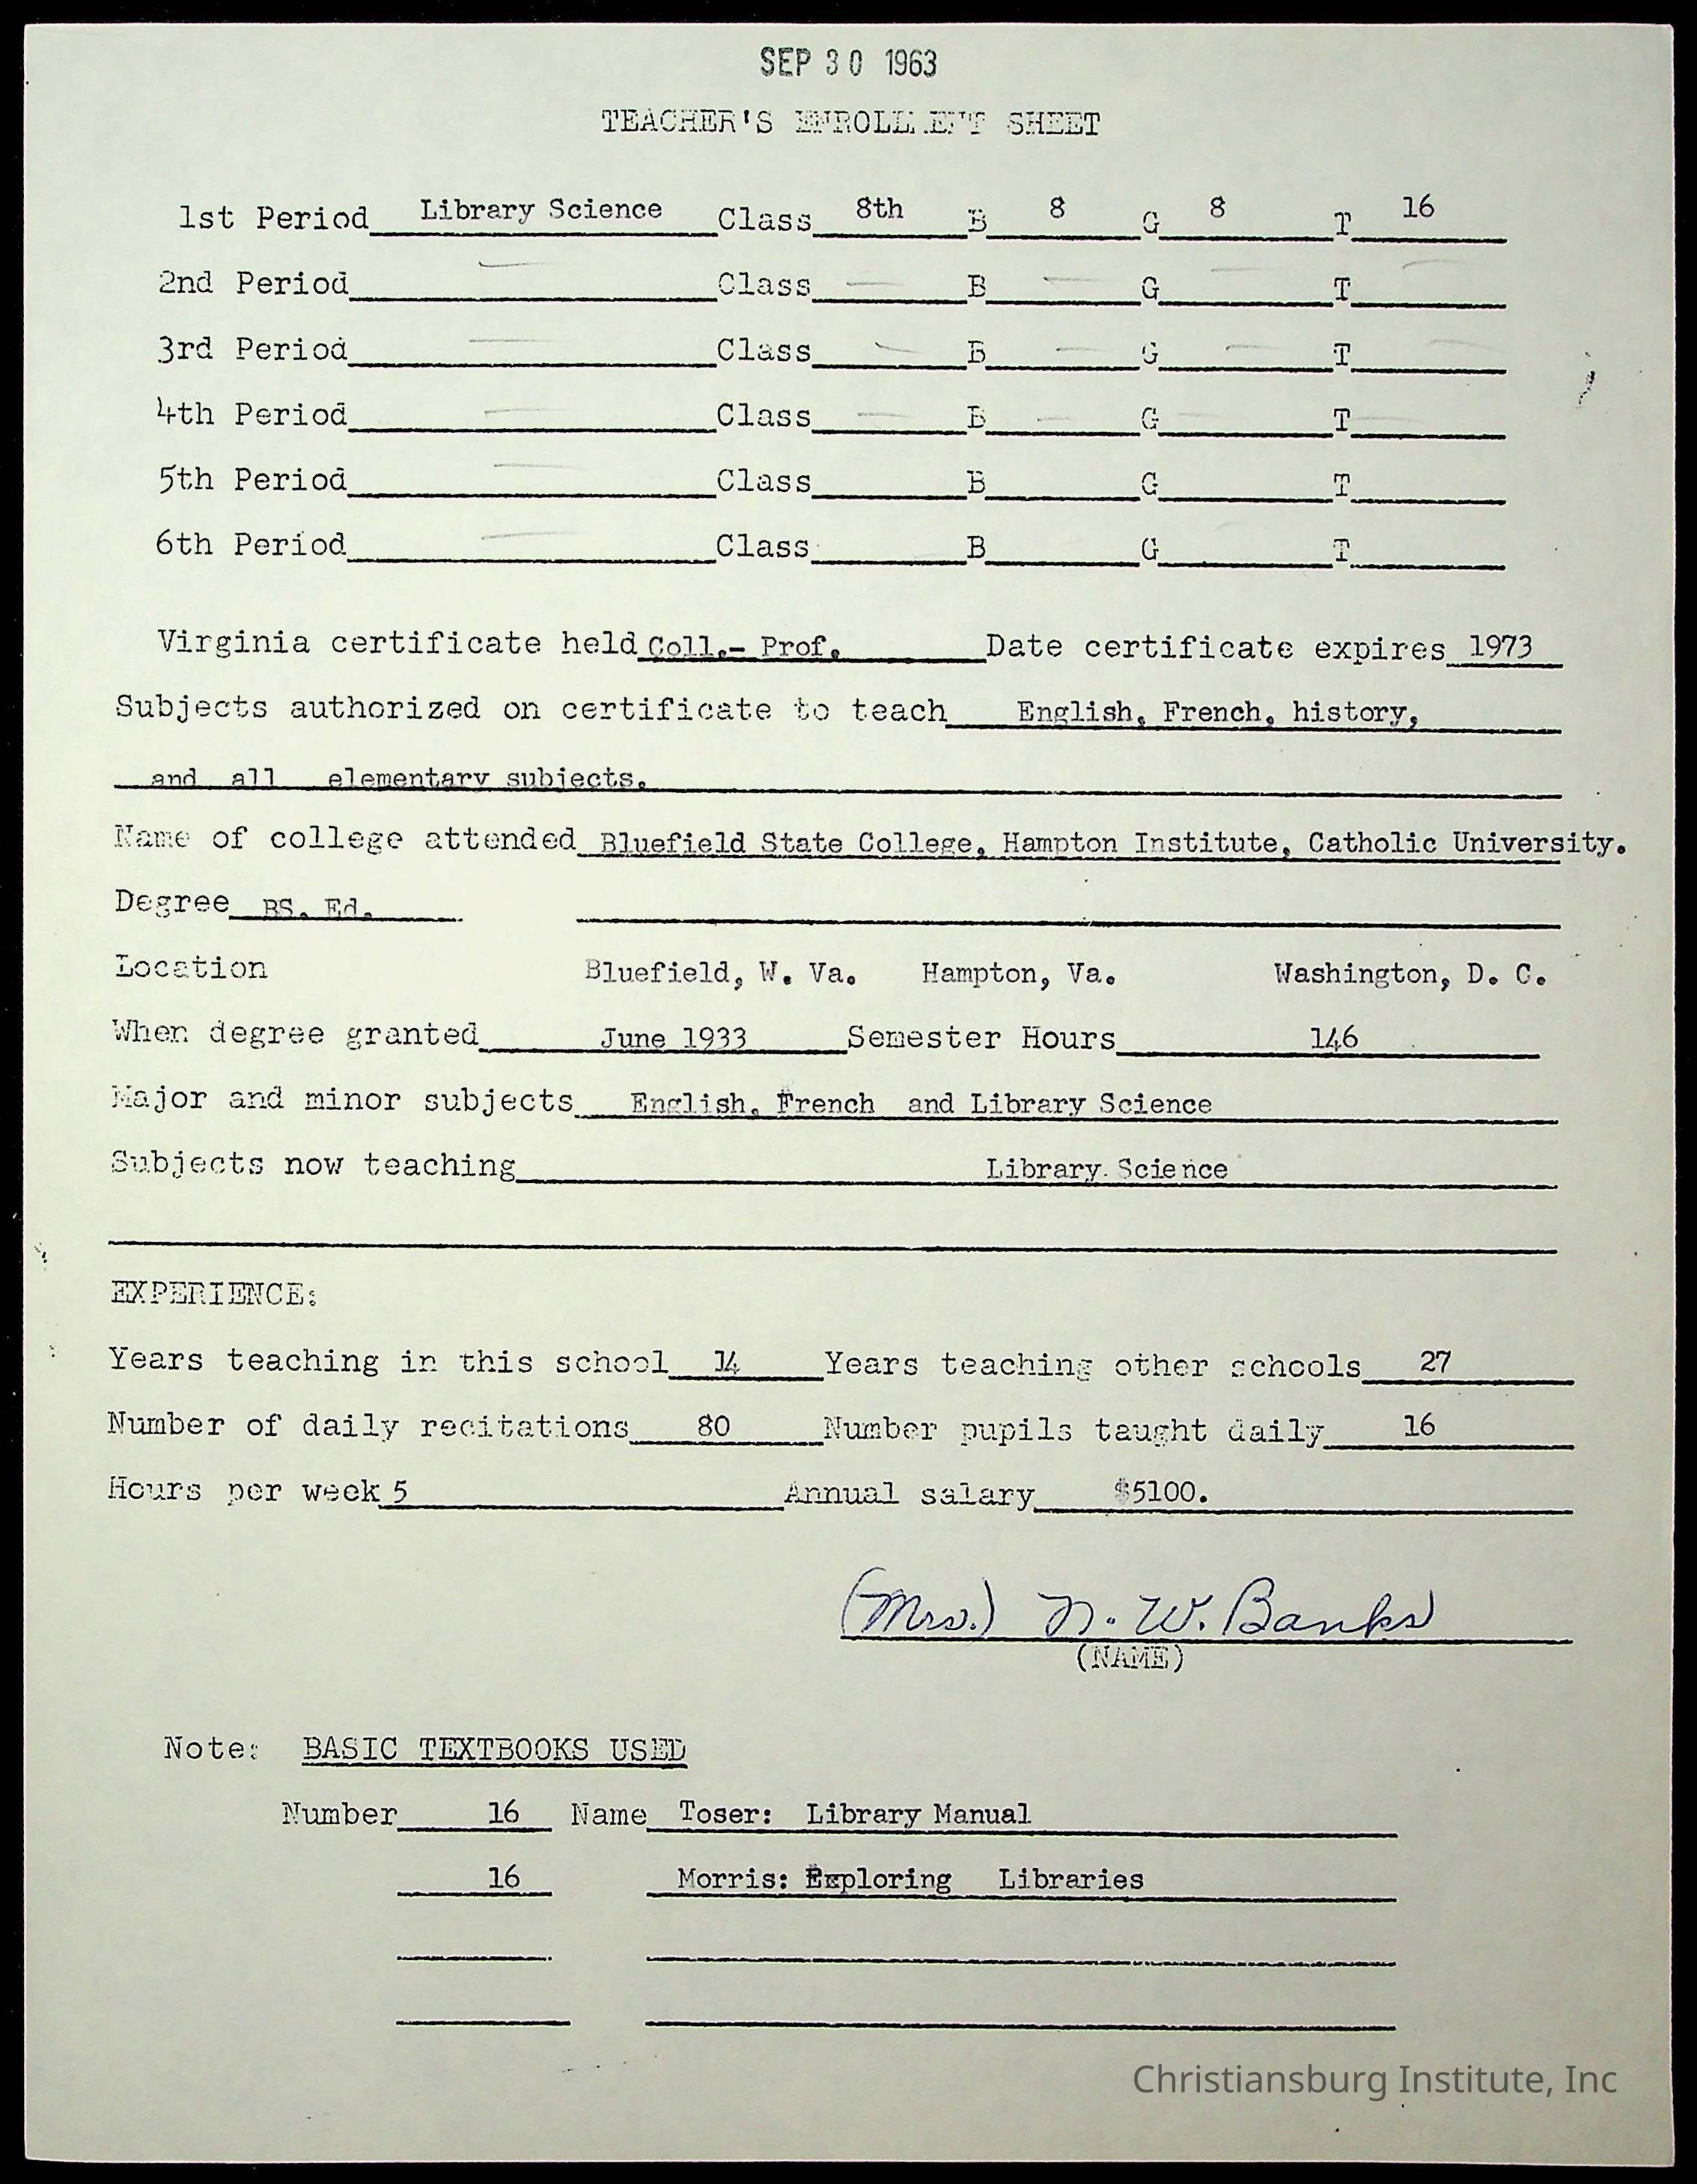 SEP 30 1963
TEACHER'S ENROLLMENT SHEET
1st Period Library Science Class 8th B 8 G 8 T 16
2nd Period — Class — B — G — T —
3rd Period — Class — B — G — T —
4th Period — Class — B — G — T —
5th Period — Class B G T
6th Period — Class B G T
Virginia certificate held Coll.- Prof. Date certificate expires 1973
Subjects authorized on certificate to teach English, French, history,
and all elementary subjects.
Name of college attended Bluefield State College, Hampton Institute, Catholic University.
Degree BS. Ed.
Location Bluefield, W. Va. Hampton, Va. Washington, D. C.
When degree granted June 1933 Semester Hours 146
Major and minor subjects English, French and Library Science
Subjects now teaching Library Science
EXPERIENCE:
Years teaching in this school 14 Years teaching other schools 27
Number of daily recitations 80 Number pupils taught daily 16
Hours per week 5 Annual salary $5100.
(Mrs.) N. W. Banks
(NAME)
Note: BASIC TEXTBOOKS USED
Number 16 Name Toser: Library Manual
16 Morris: Exploring Libraries
Christiansburg Institute, Inc